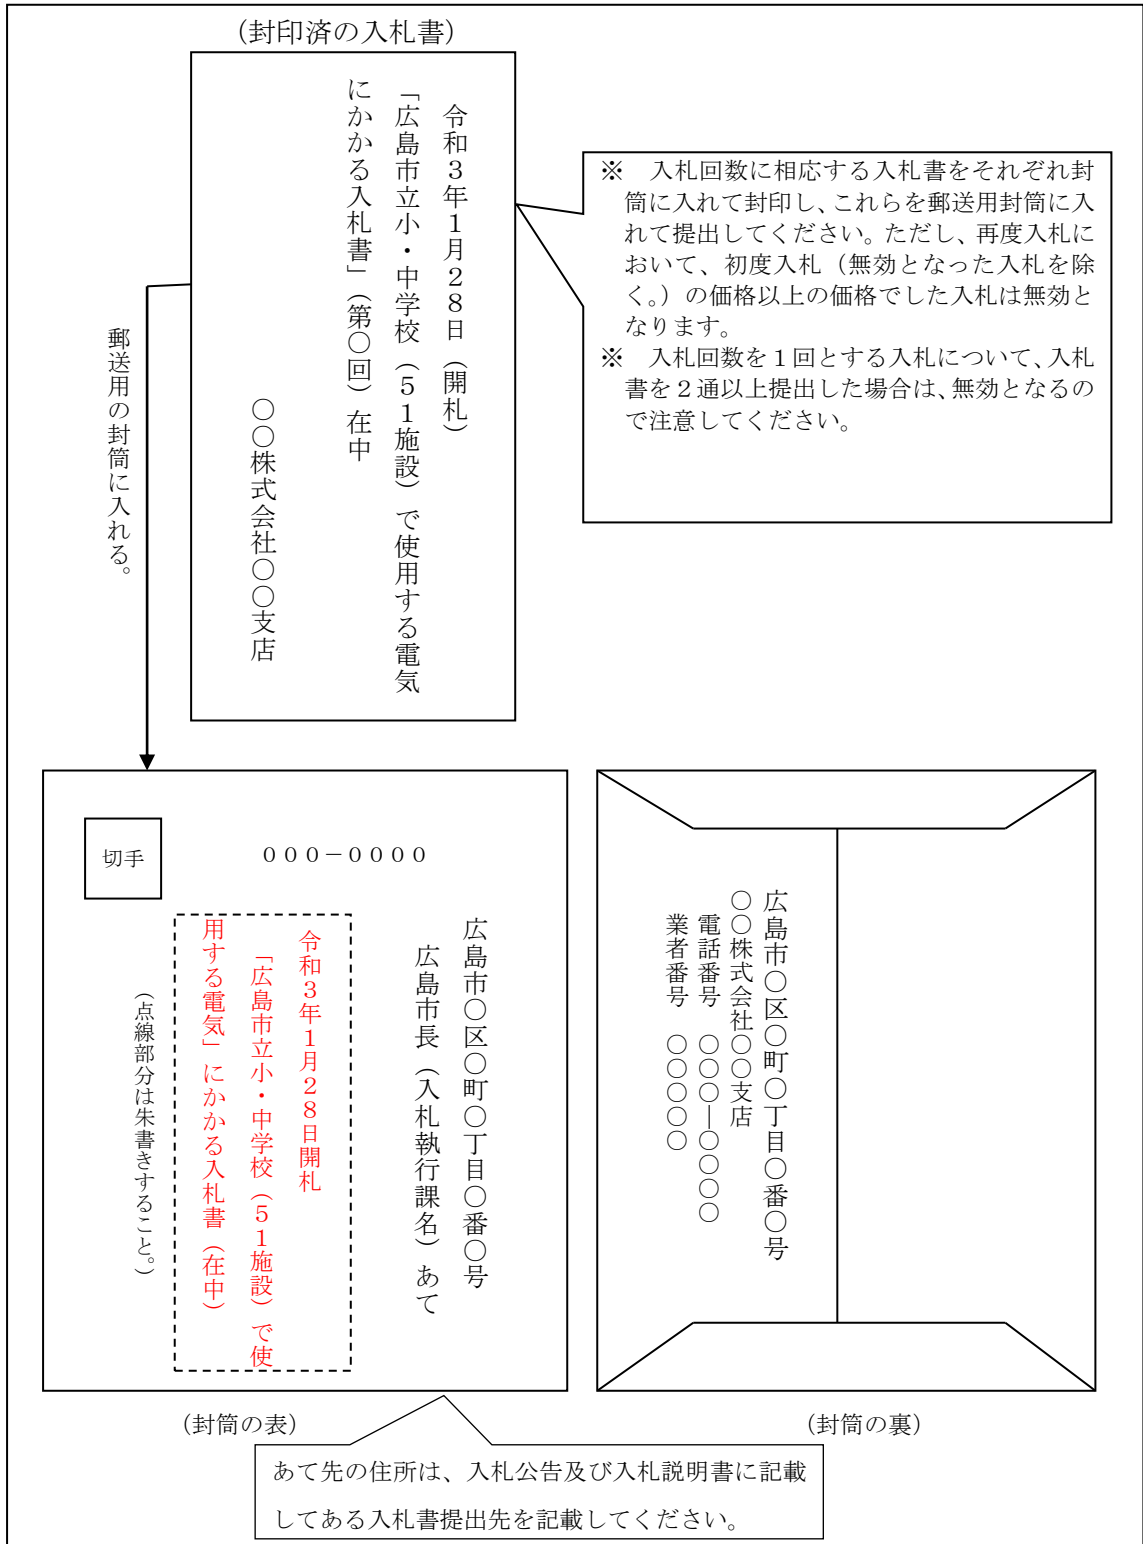 (封印済の入札書)
令和3年1月28日(開札)
「広島市立小・中学校(51施設)で使用する電気
にかかる入札書」(第○回)在中
○○株式会社○○支店
※ 入札回数に相応する入札書をそれぞれ封
筒に入れて封印し、これらを郵送用封筒に入
れて提出してください。ただし、再度入札に
おいて、初度入札(無効となった入札を除
く。)の価格以上の価格でした入札は無効と
なります。
※ 入札回数を1回とする入札について、入札
書を2通以上提出した場合は、無効となるの
で注意してください。
郵送用の封筒に入れる。
切手
000-0000
広島市○区○町○丁目○番○号
広島市長(入札執行課名)あて
令和3年1月28日開札
「広島市立小・中学校(51施設)で使
用する電気」にかかる入札書(在中)
(点線部分は朱書きすること。)
広島市○区○町○丁目○番○号
○○株式会社○○支店
電話番号 ○○○―○○○○
業者番号 ○○○○○
(封筒の表)
(封筒の裏)
あて先の住所は、入札公告及び入札説明書に記載
してある入札書提出先を記載してください。